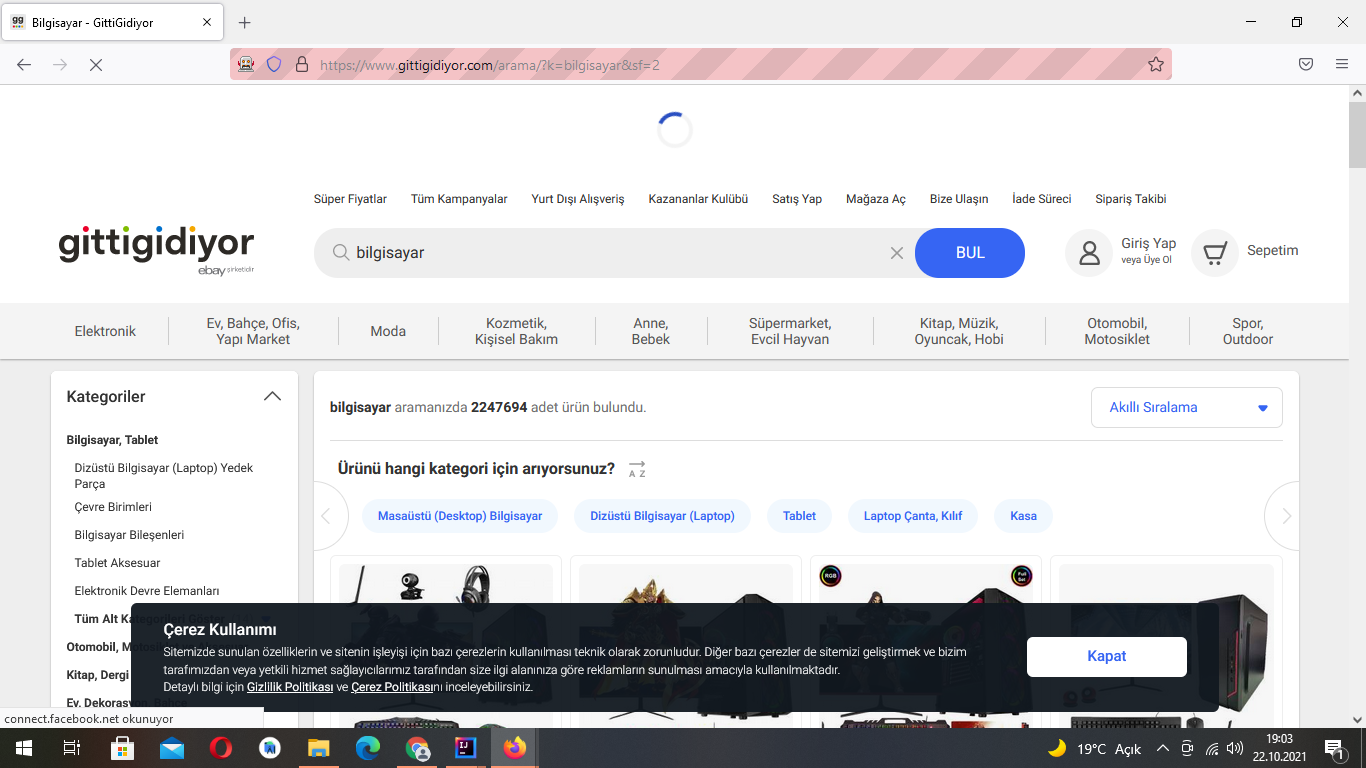 Bilgisayar - GittiGidiyor
https://www.gittigidiyor.com/arama/?k=bilgisayar&sf=2
Süper Fiyatlar Tüm Kampanyalar Yurt Dışı Alışveriş Kazananlar Kulübü Satış Yap Mağaza Aç Bize Ulaşın İade Süreci Sipariş Takibi
gittigidiyor
ebay şirketidir
bilgisayar
BUL
Giriş Yap
veya Üye Ol
Sepetim
Elektronik
Ev, Bahçe, Ofis,
Yapı Market
Moda
Kozmetik,
Kişisel Bakım
Anne,
Bebek
Süpermarket,
Evcil Hayvan
Kitap, Müzik,
Oyuncak, Hobi
Otomobil,
Motosiklet
Spor,
Outdoor
Kategoriler
Bilgisayar, Tablet
Dizüstü Bilgisayar (Laptop) Yedek
Parça
Çevre Birimleri
Bilgisayar Bileşenleri
Tablet Aksesuar
Elektronik Devre Elemanları
Tüm Alt Kategorileri
Otomobil,
Kitap, Dergi
Ev, Dekorasyon,
bilgisayar aramanızda 2247694 adet ürün bulundu.
Akıllı Sıralama
Ürünü hangi kategori için arıyorsunuz? A Z
Masaüstü (Desktop) Bilgisayar Dizüstü Bilgisayar (Laptop) Tablet Laptop Çanta, Kılıf Kasa
RGB
Full
Set
Çerez Kullanımı
Sitemizde sunulan özelliklerin ve sitenin işleyişi için bazı çerezlerin kullanılması teknik olarak zorunludur. Diğer bazı çerezler de sitemizi geliştirmek ve bizim
tarafımızdan veya yetkili hizmet sağlayıcılarımız tarafından size ilgi alanınıza göre reklamların sunulması amacıyla kullanılmaktadır.
Detaylı bilgi için Gizlilik Politikası ve Çerez Politikasını inceleyebilirsiniz.
Kapat
connect.facebook.net okunuyor
19°C Açık
19:03
22.10.2021
1